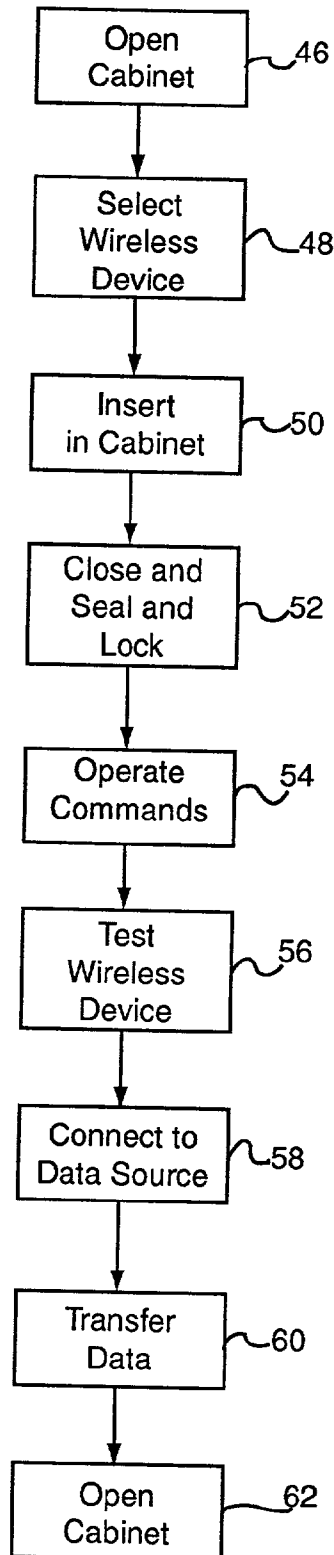 Open
Cabinet
46
Select
Wireless
Device
48
Insert
in Cabinet
50
Close and
Seal and
Lock
52
Operate
Commands
54
Test
Wireless
Device
56
Connect to
Data Source
58
Transfer
Data
60
Open
Cabinet
62